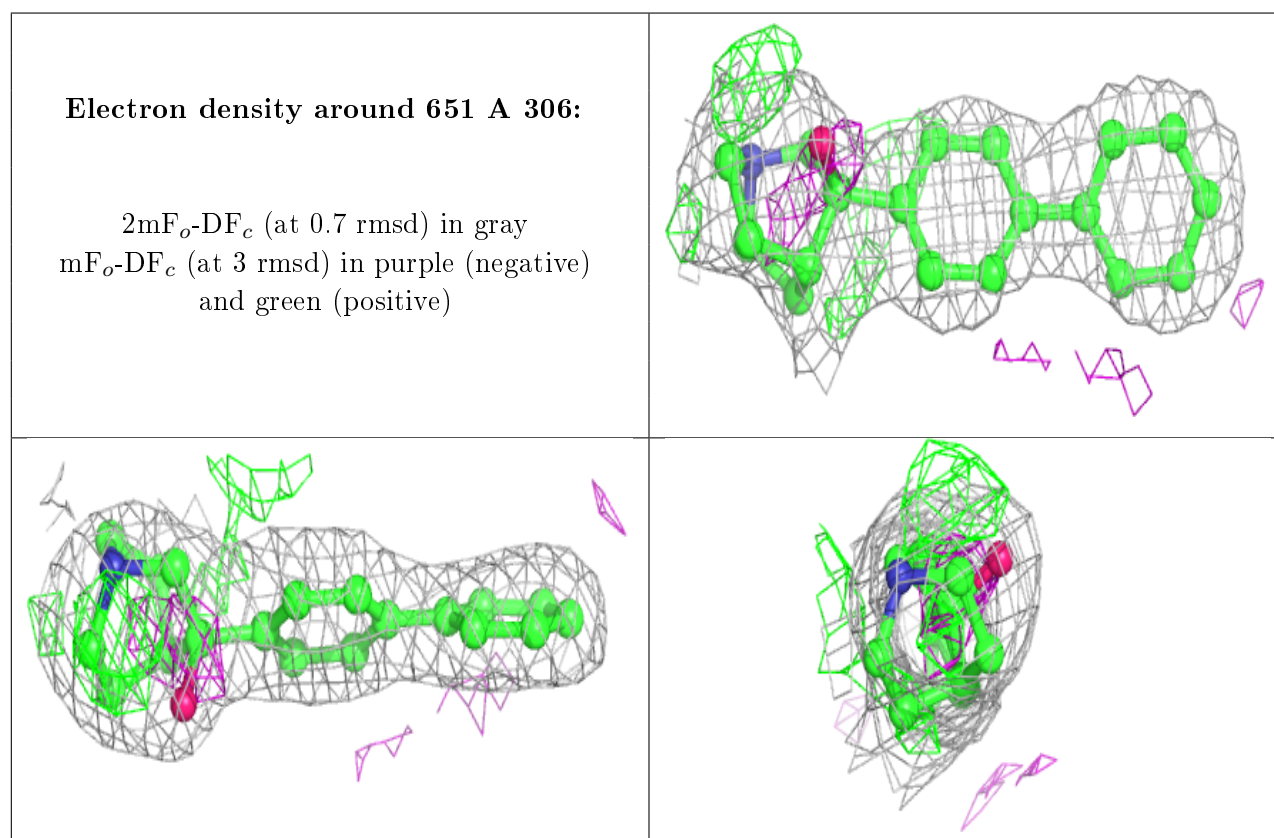 Electron density around 651 A 306:
2mFo-DFc (at 0.7 rmsd) in gray
mFo-DFc (at 3 rmsd) in purple (negative)
and green (positive)